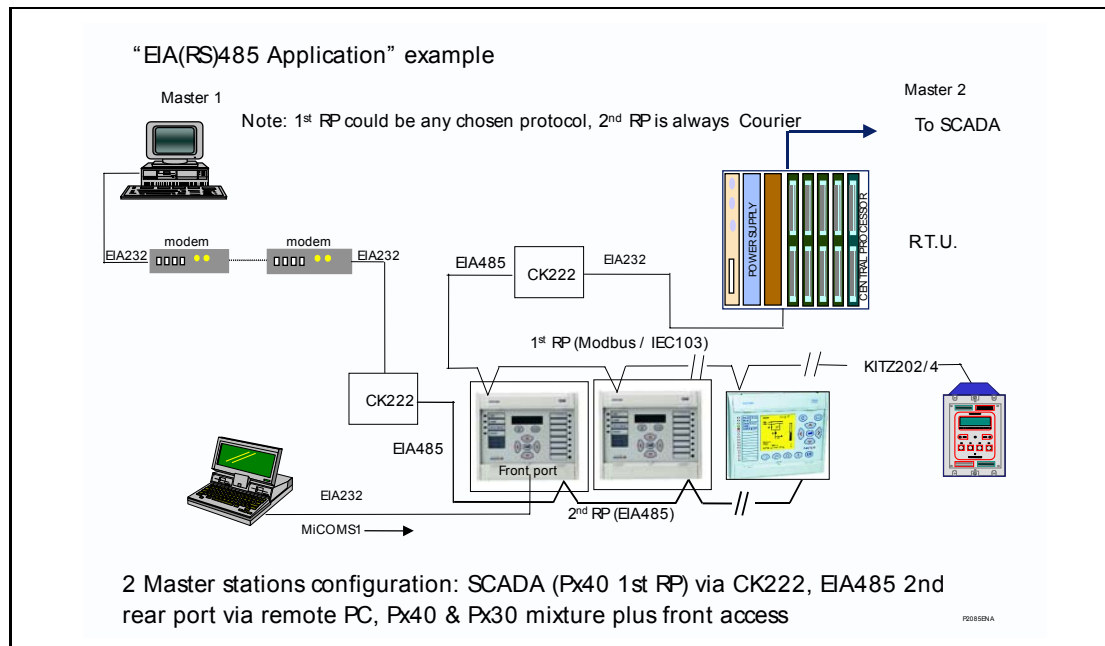 “EIA(RS)485 Application” example
Master 1
Master 2
Note: 1st RP could be any chosen protocol, 2nd RP is always Courier
To SCADA
POWER SUPPLY
CENTRAL PROCESSOR
R.T.U.
modem
modem
EIA232
EIA232
EIA485
CK222
EIA232
1st RP (Modbus / IEC103)
KITZ202/4
CK222
EIA485
Front port
EIA232
2nd RP (EIA485)
MiCOMS1
2 Master stations configuration: SCADA (Px40 1st RP) via CK222, EIA485 2nd
rear port via remote PC, Px40 & Px30 mixture plus front access
P2085ENA